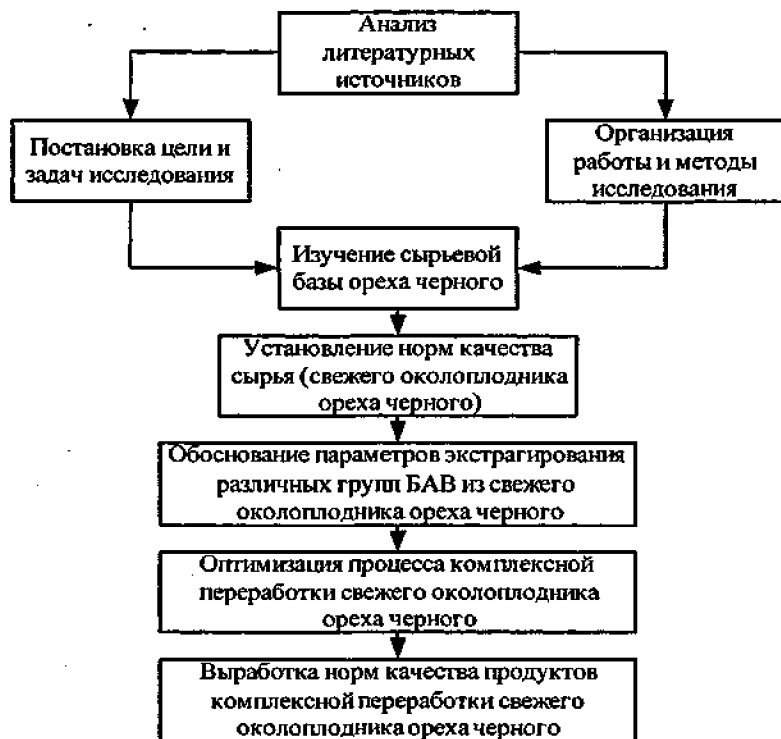 Анализ
литературных
источников
Постановка цели и
задач исследования
Организация
работы и методы
исследования
Изучение сырьевой
базы ореха черного
Установление норм качества
сырья (свежего околоплодника
ореха черного)
Обоснование параметров экстрагирования
различных групп БАВ из свежего
околоплодника ореха черного
Оптимизация процесса комплексной
переработки свежего околоплодника
ореха черного
Выработка норм качества продуктов
комплексной переработки свежего
околоплодника ореха черного